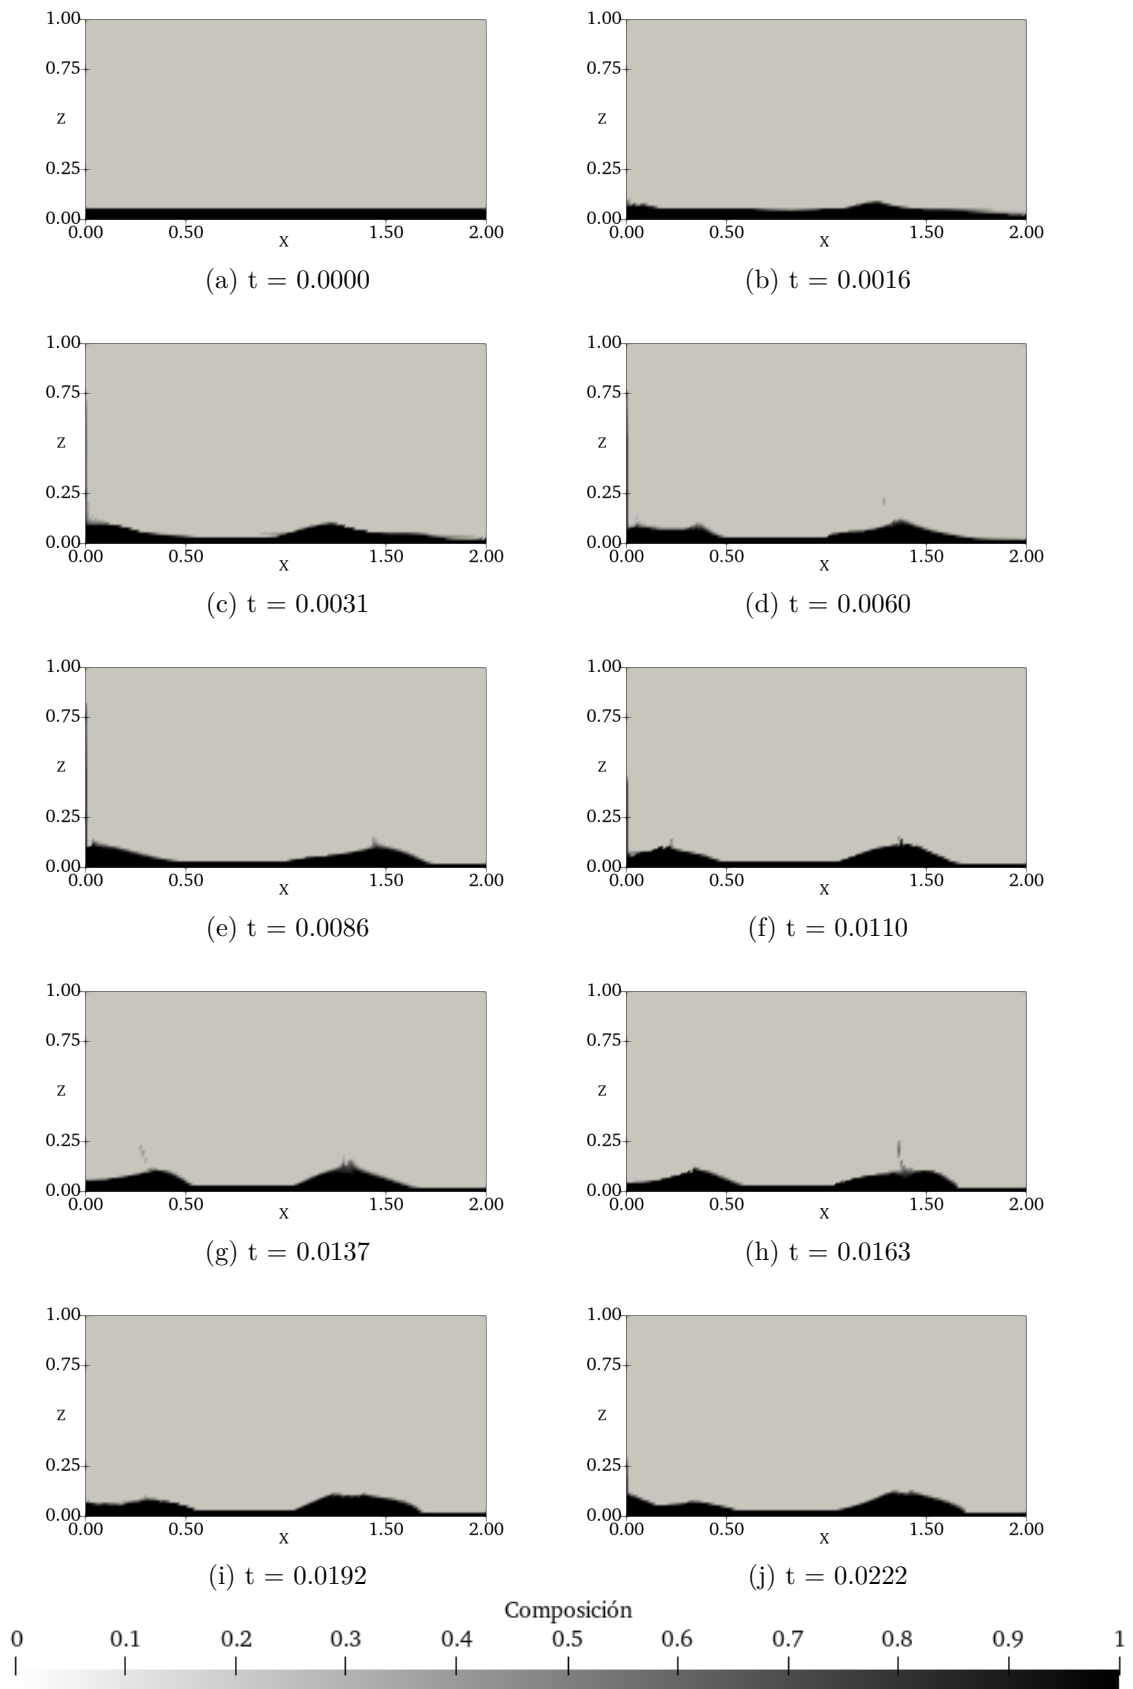 1.00 1.00
0.75 0.75
Z Z
0.25 0.25
0.00 0.00
0.00 0.50 1.50 2.00 0.00 0.50 1.50 2.00
X X
(a) t = 0.0000 (b) t = 0.0016
1.00 1.00
0.75 0.75
Z Z
0.25 0.25
0.00 0.00
0.00 0.50 1.50 2.00 0.00 0.50 1.50 2.00
X X
(c) t = 0.0031 (d) t = 0.0060
1.00 1.00
0.75 0.75
Z Z
0.25 0.25
0.00 0.00
0.00 0.50 1.50 2.00 0.00 0.50 1.50 2.00
X X
(e) t = 0.0086 (f) t = 0.0110
1.00 1.00
0.75 0.75
Z Z
0.25 0.25
0.00 0.00
0.00 0.50 1.50 2.00 0.00 0.50 1.50 2.00
X X
(g) t = 0.0137 (h) t = 0.0163
1.00 1.00
0.75 0.75
Z Z
0.25 0.25
0.00 0.00
0.00 0.50 1.50 2.00 0.00 0.50 1.50 2.00
X X
(i) t = 0.0192 (j) t = 0.0222
Composición
0 0.1 0.2 0.3 0.4 0.5 0.6 0.7 0.8 0.9 1